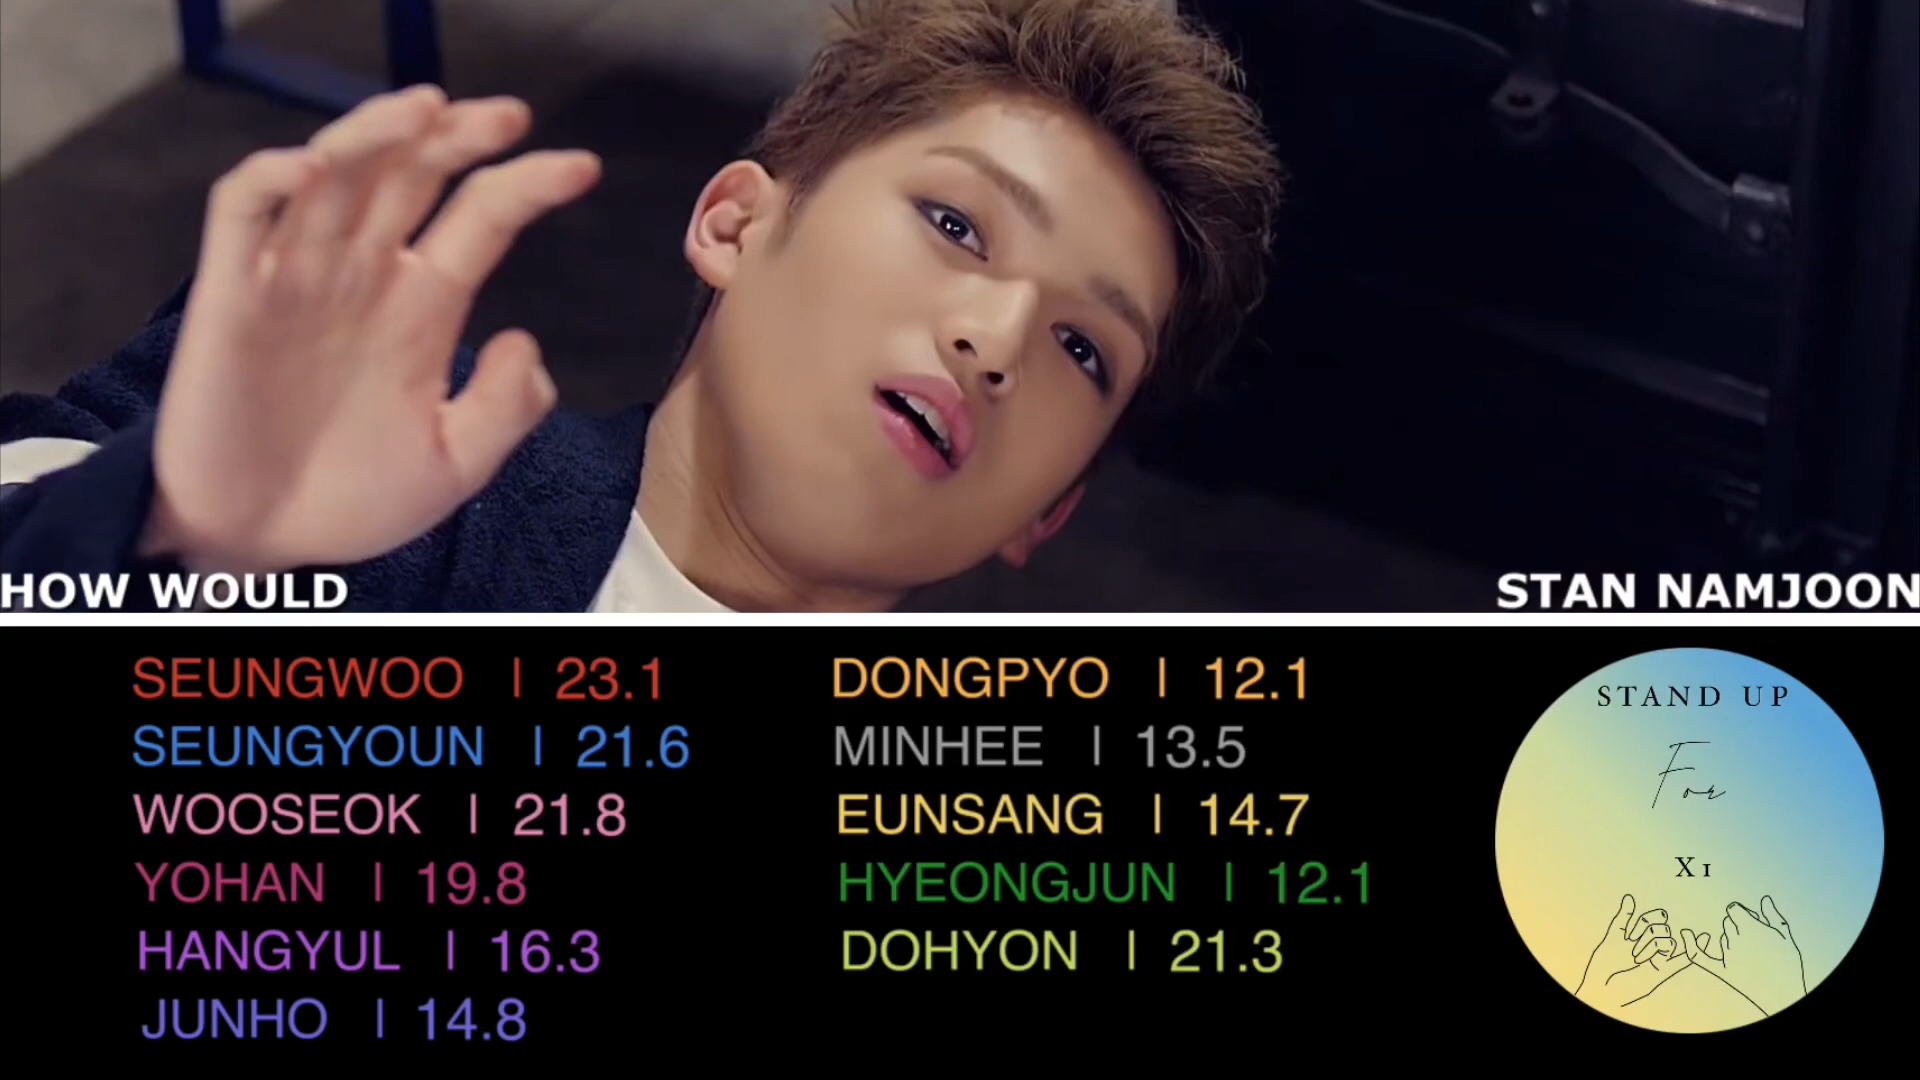 HOW WOULD
STAN NAMJOON
SEUNGWOO | 23.1
SEUNGYOUN | 21.6
WOOSEOK | 21.8
YOHAN | 19.8
HANGYUL | 16.3
JUNHO | 14.8
DONGPYO | 12.1
MINHEE | 13.5
EUNSANG | 14.7
HYEONGJUN | 12.1
DOHYON | 21.3
STAND UP
For
X1